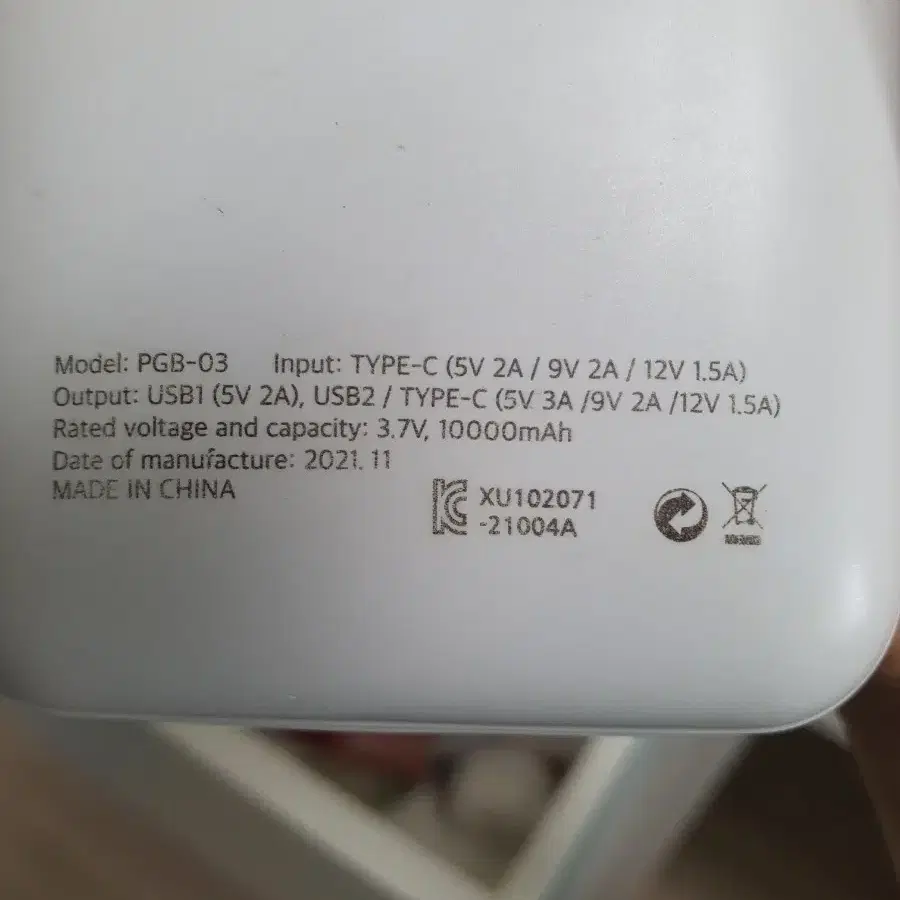 Model: PGB-03 Input: TYPE-C (5V 2A / 9V 2A / 12V 1.5A)
Output: USB1 (5V 2A), USB2 / TYPE-C (5V 3A /9V 2A /12V 1.5A)
Rated voltage and capacity: 3.7V, 10000mAh
Date of manufacture: 2021. 11
MADE IN CHINA
XU102071
-21004A